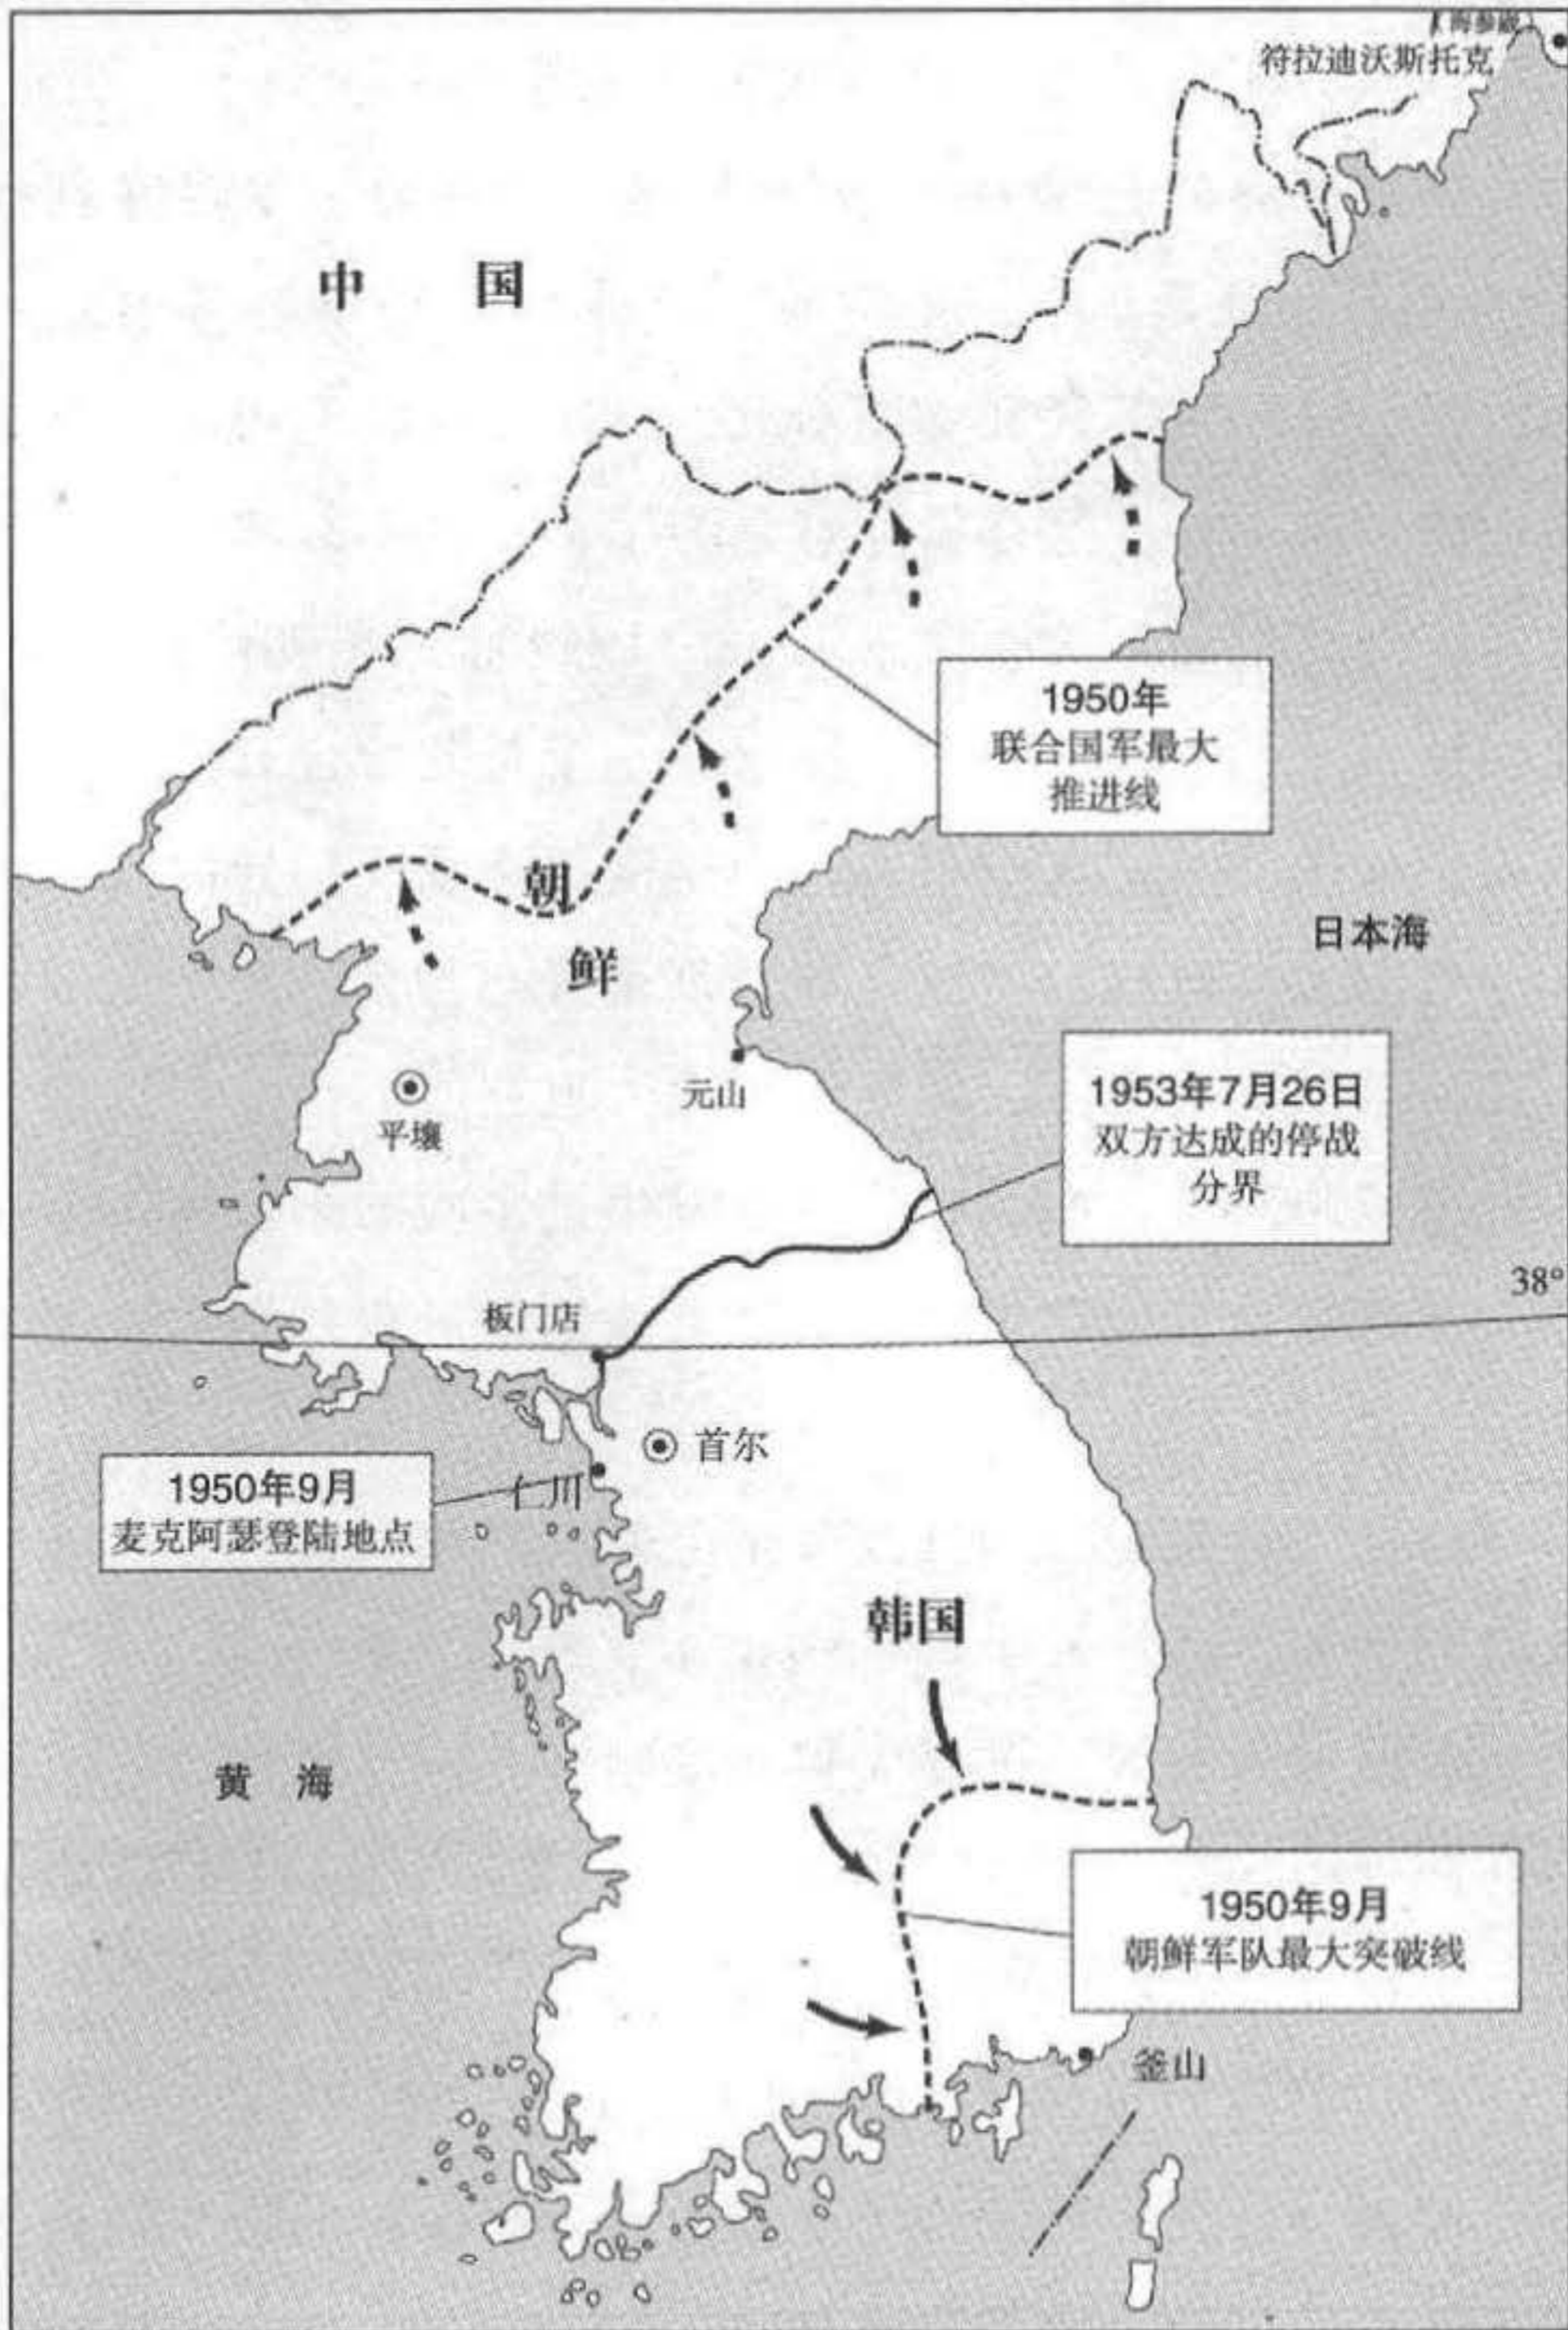 符拉迪沃斯托克
中国
1950年
联合国军最大
推进线
朝
鲜
日本海
元山
平壤
1953年7月26日
双方达成的停战
分界
38°
板门店
首尔
1950年9月
麦克阿瑟登陆地点
仁川
韩国
黄海
1950年9月
朝鲜军队最大突破线
釜山